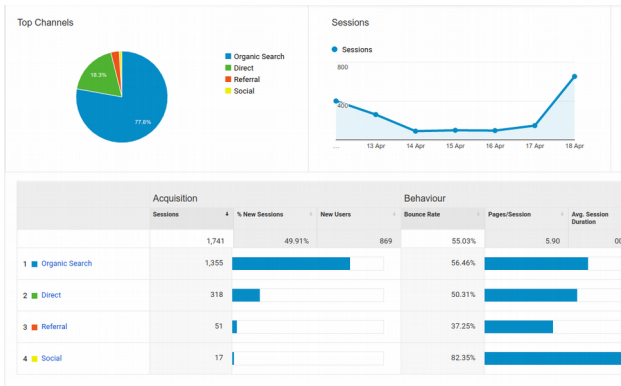 Top Channels
Organic Search
Direct
Referral
Social
18.3%
77.8%
Sessions
Sessions
800
400
...
13 Apr
14 Apr
15 Apr
16 Apr
17 Apr
18 Apr
Acquisition
Behaviour
Sessions
% New Sessions
New Users
Bounce Rate
Pages/Session
Avg. Session
Duration
1,741
49.91%
869
55.03%
5.90
00
1 Organic Search
1,355
56.46%
2 Direct
318
50.31%
3 Referral
51
37.25%
4 Social
17
82.35%